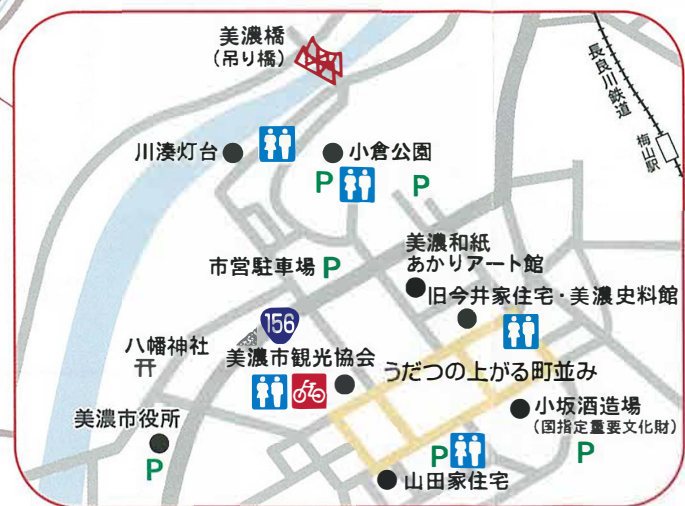 美濃橋
(吊り橋)
長良川鉄道
梅山駅
川湊灯台
小倉公園
P
P
市営駐車場 P
美濃和紙
あかりアート館
旧今井家住宅・美濃史料館
156
八幡神社
美濃市観光協会
うだつの上がる町並み
美濃市役所
P
小坂酒造場
(国指定重要文化財)
P
P
山田家住宅